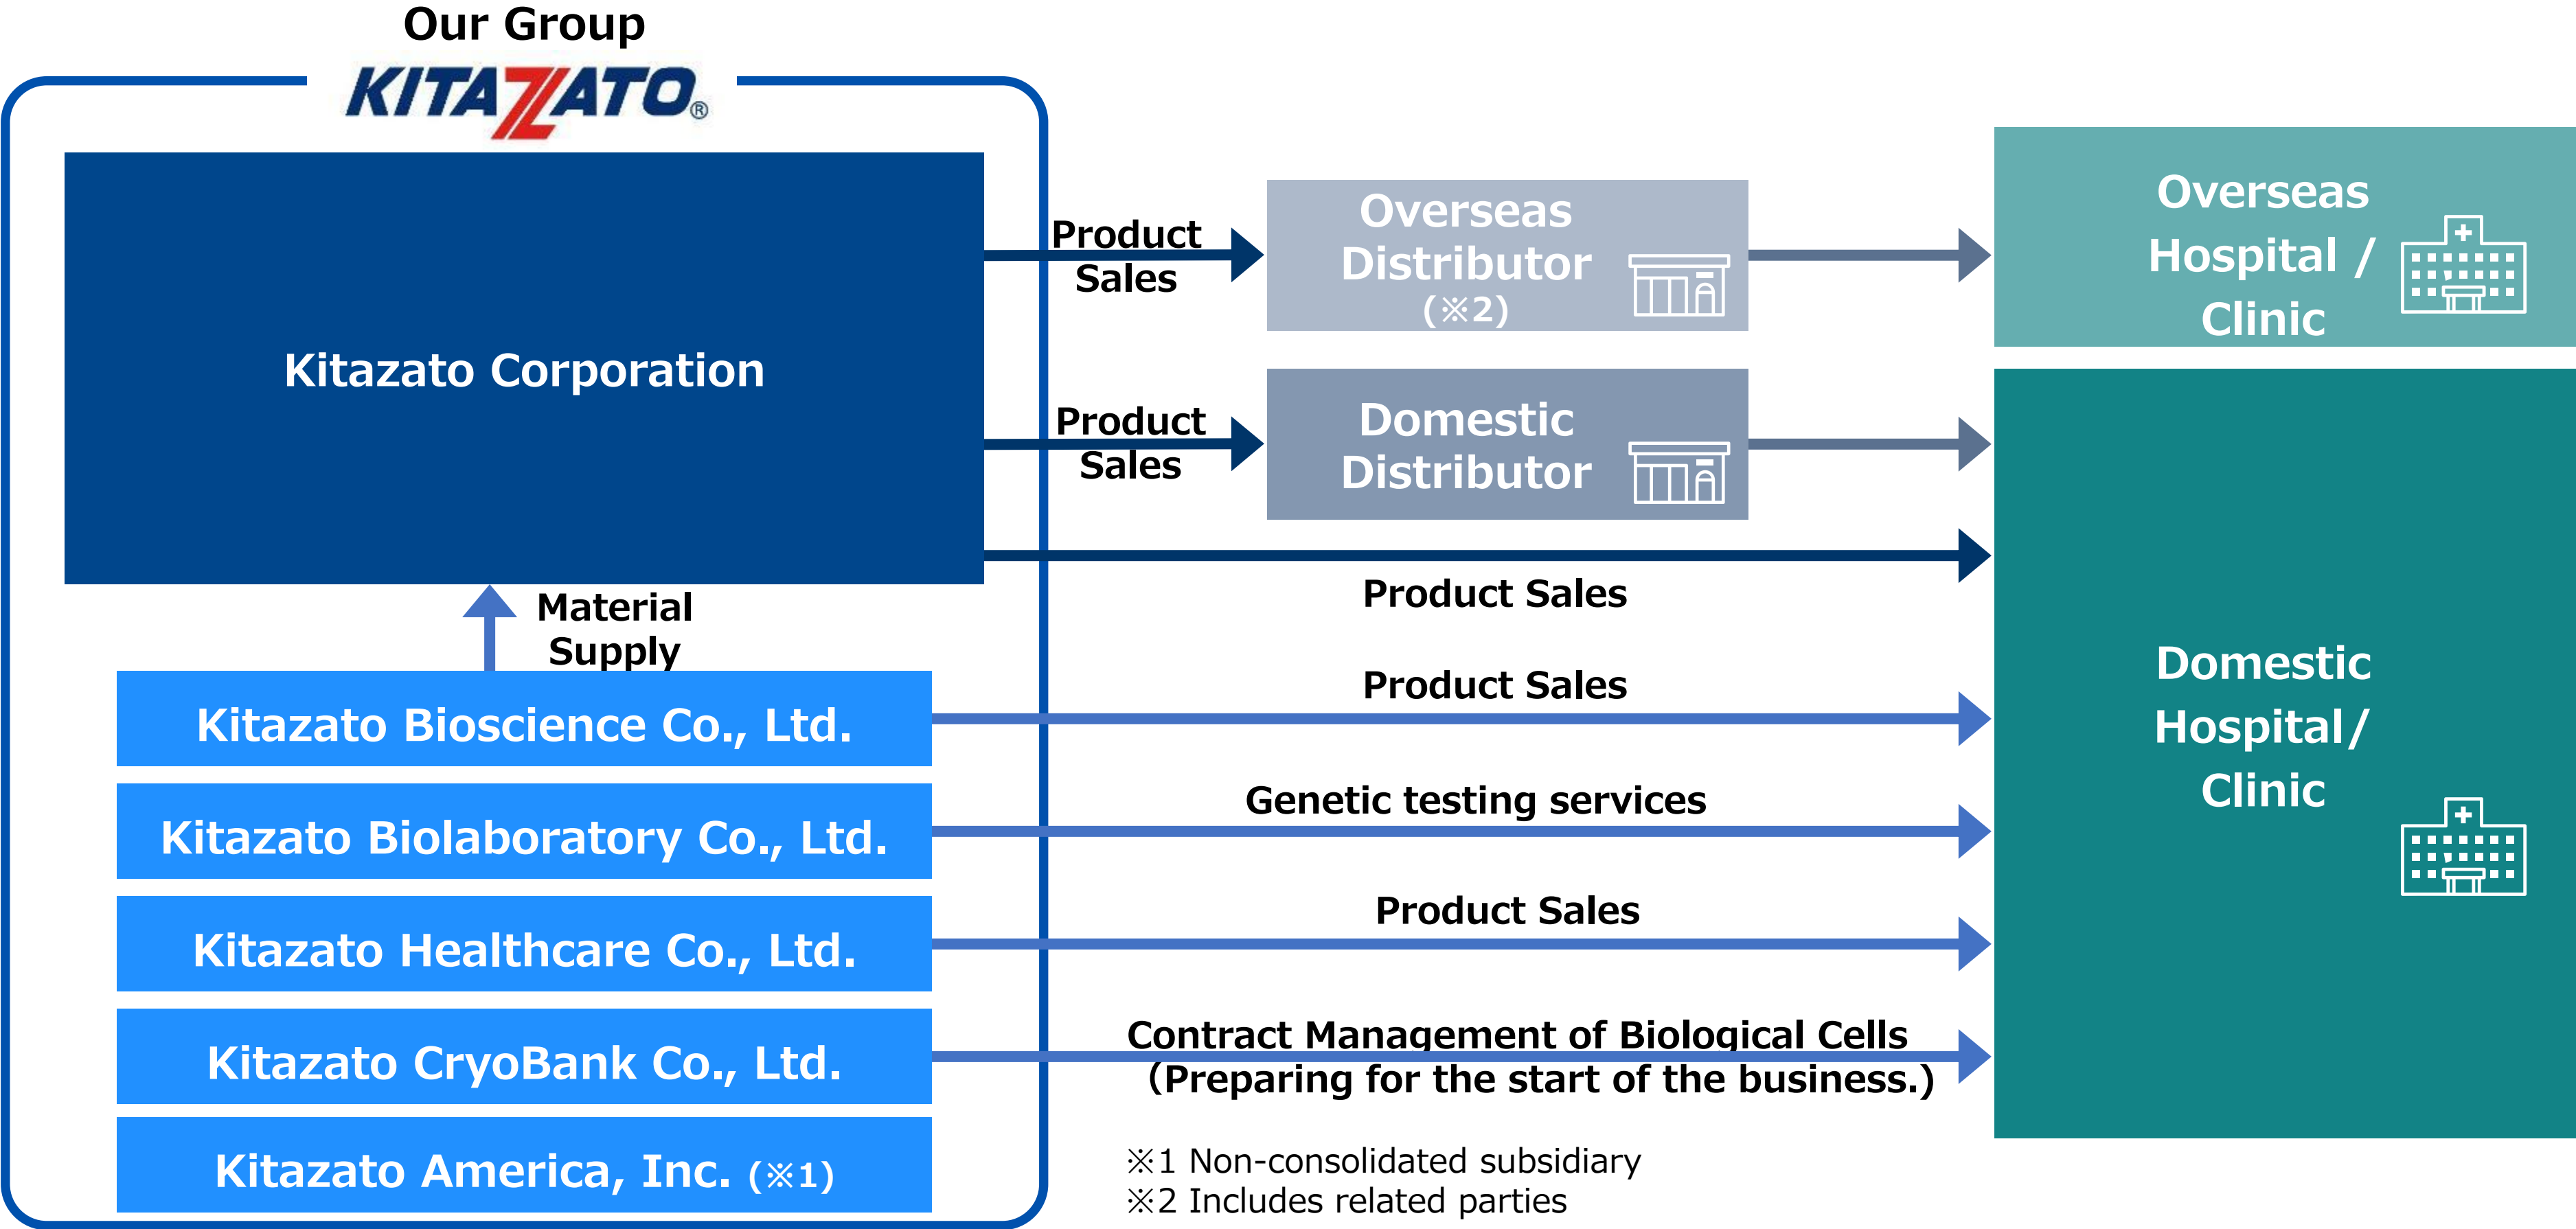 Our Group
KITAZATO®
Kitazato Corporation
Product
Sales
Overseas
Distributor
(※2)
Overseas
Hospital /
Clinic
Product
Sales
Domestic
Distributor
Product Sales
Material
Supply
Kitazato Bioscience Co., Ltd.
Product Sales
Domestic
Hospital/
Clinic
Kitazato Biolaboratory Co., Ltd.
Genetic testing services
Kitazato Healthcare Co., Ltd.
Product Sales
Kitazato CryoBank Co., Ltd.
Contract Management of Biological Cells
(Preparing for the start of the business.)
Kitazato America, Inc. (※1)
※1 Non-consolidated subsidiary
※2 Includes related parties